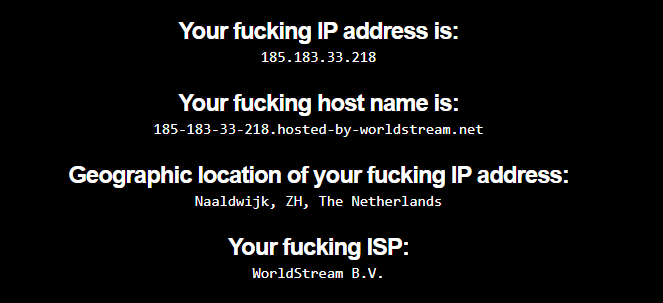 Your fucking IP address is:
185.183.33.218
Your fucking host name is:
185-183-33-218.hosted-by-worldstream.net
Geographic location of your fucking IP address:
Naaldwijk, ZH, The Netherlands
Your fucking ISP:
WorldStream B.V.